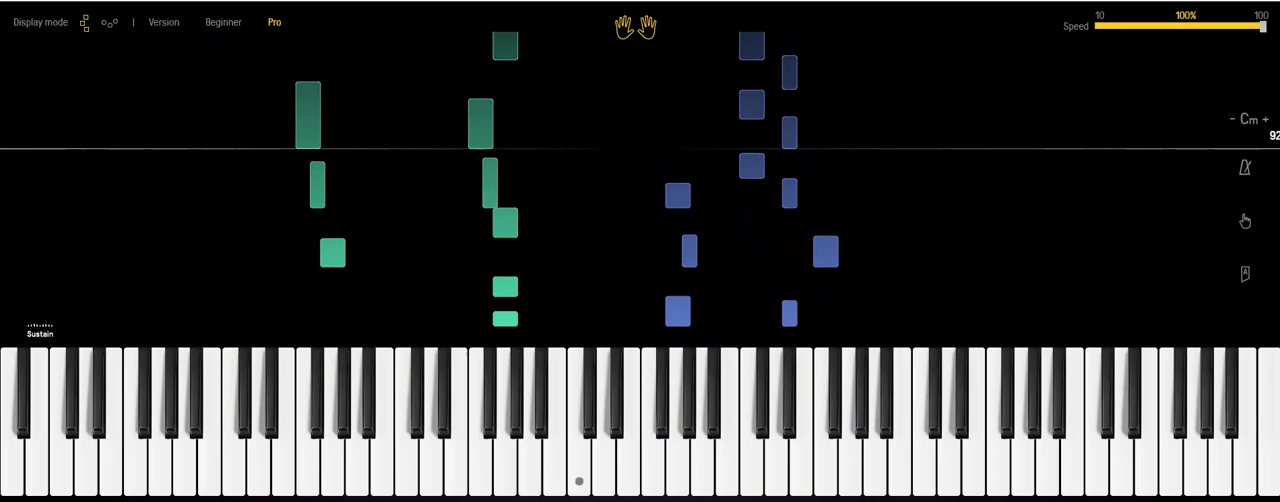 Display mode | Version Beginner Pro
10 100% 100
Speed
- Cm +
92
A
Sustain